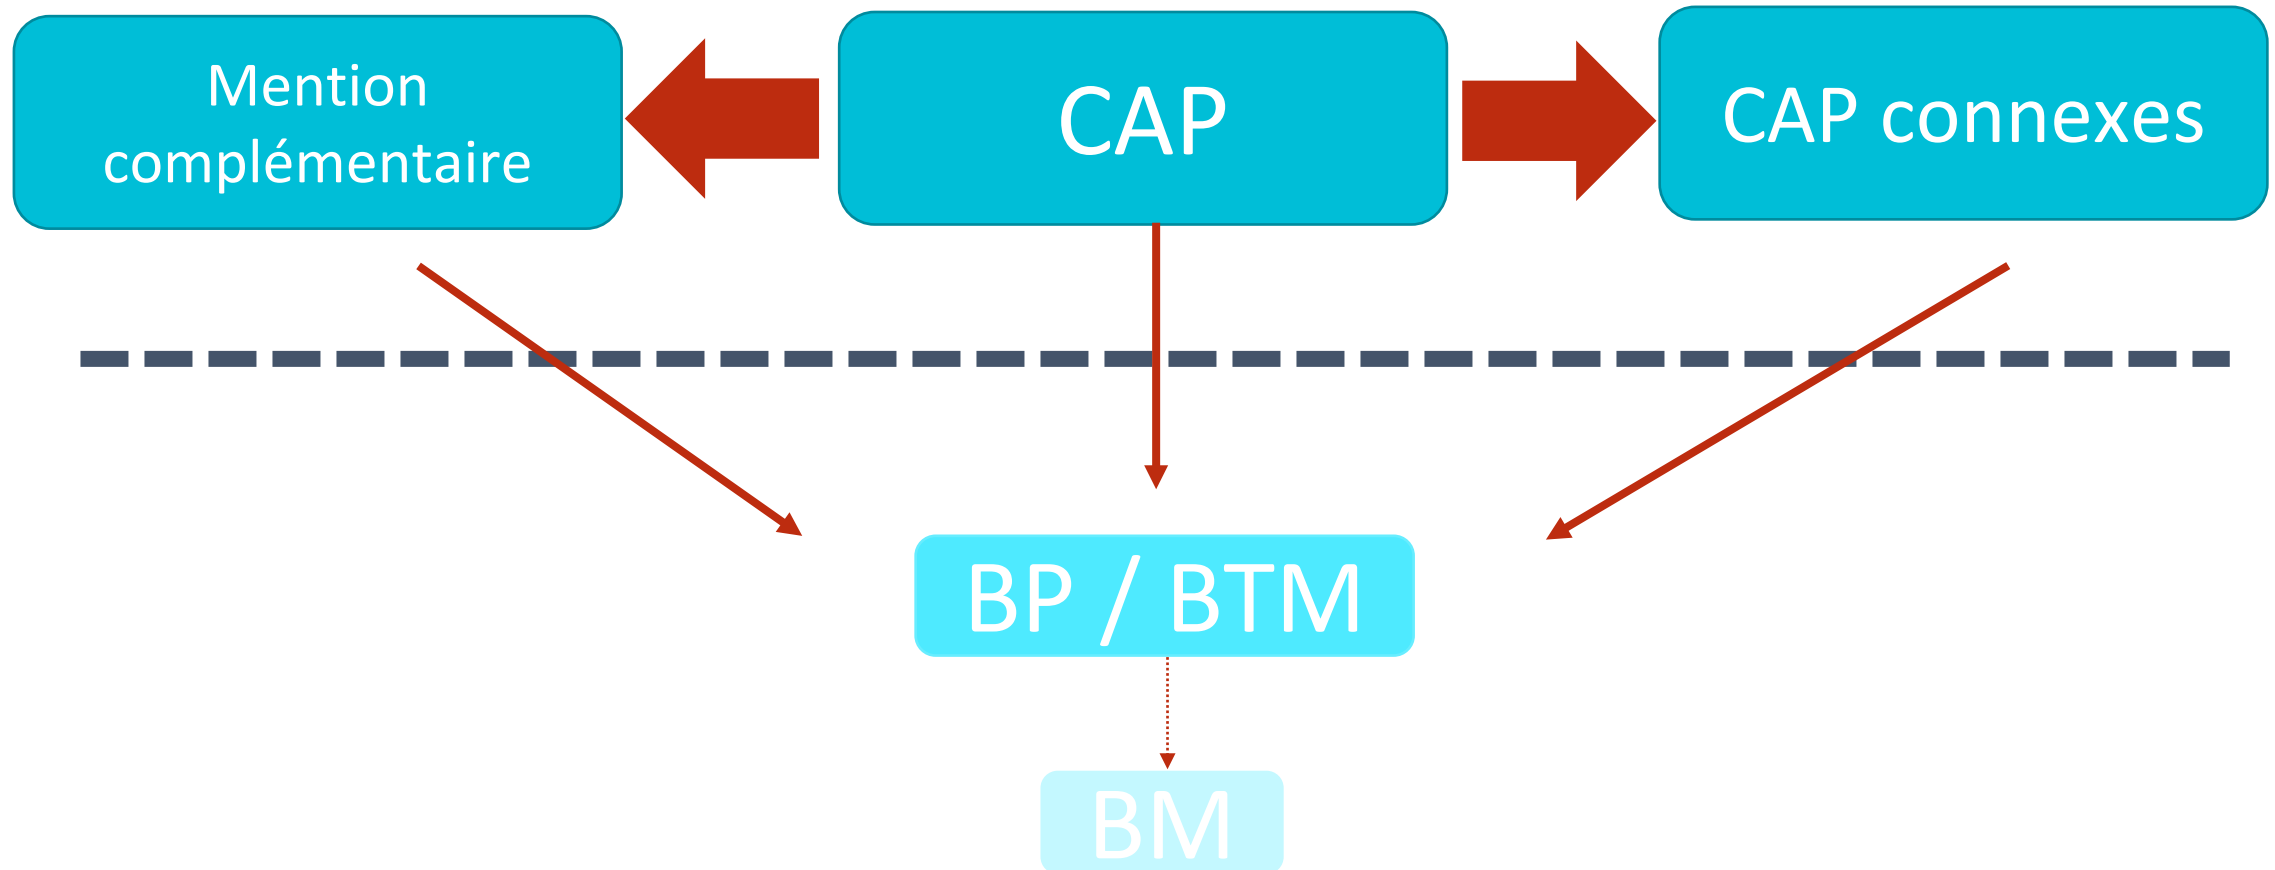 Mention
complémentaire
CAP
CAP connexes
BP / BTM
BM